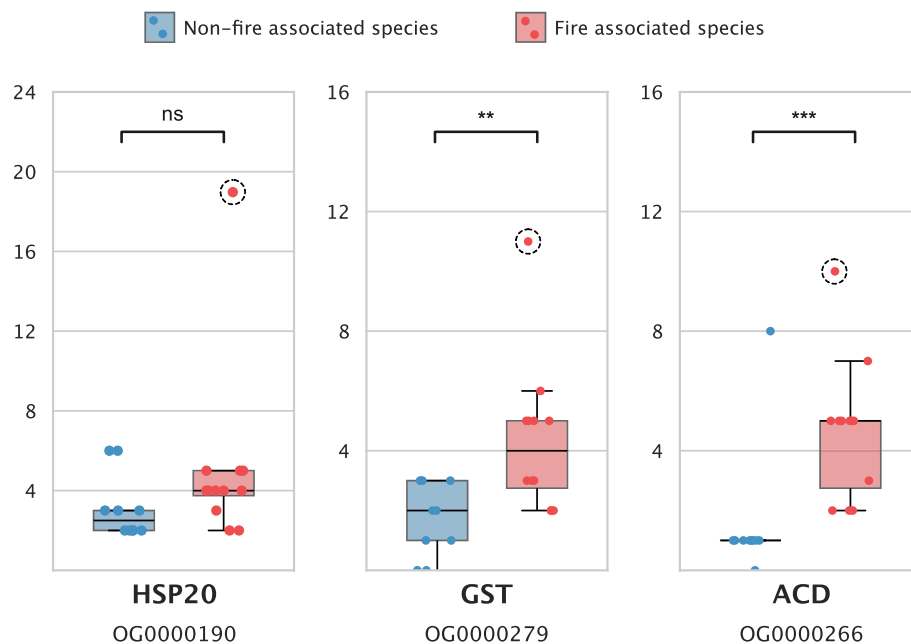 Non-fire associated species
Fire associated species
24
20
16
12
8
4
ns
HSP20
OG0000190
16
12
8
4
**
GST
OG0000279
16
12
8
4
***
ACD
OG0000266